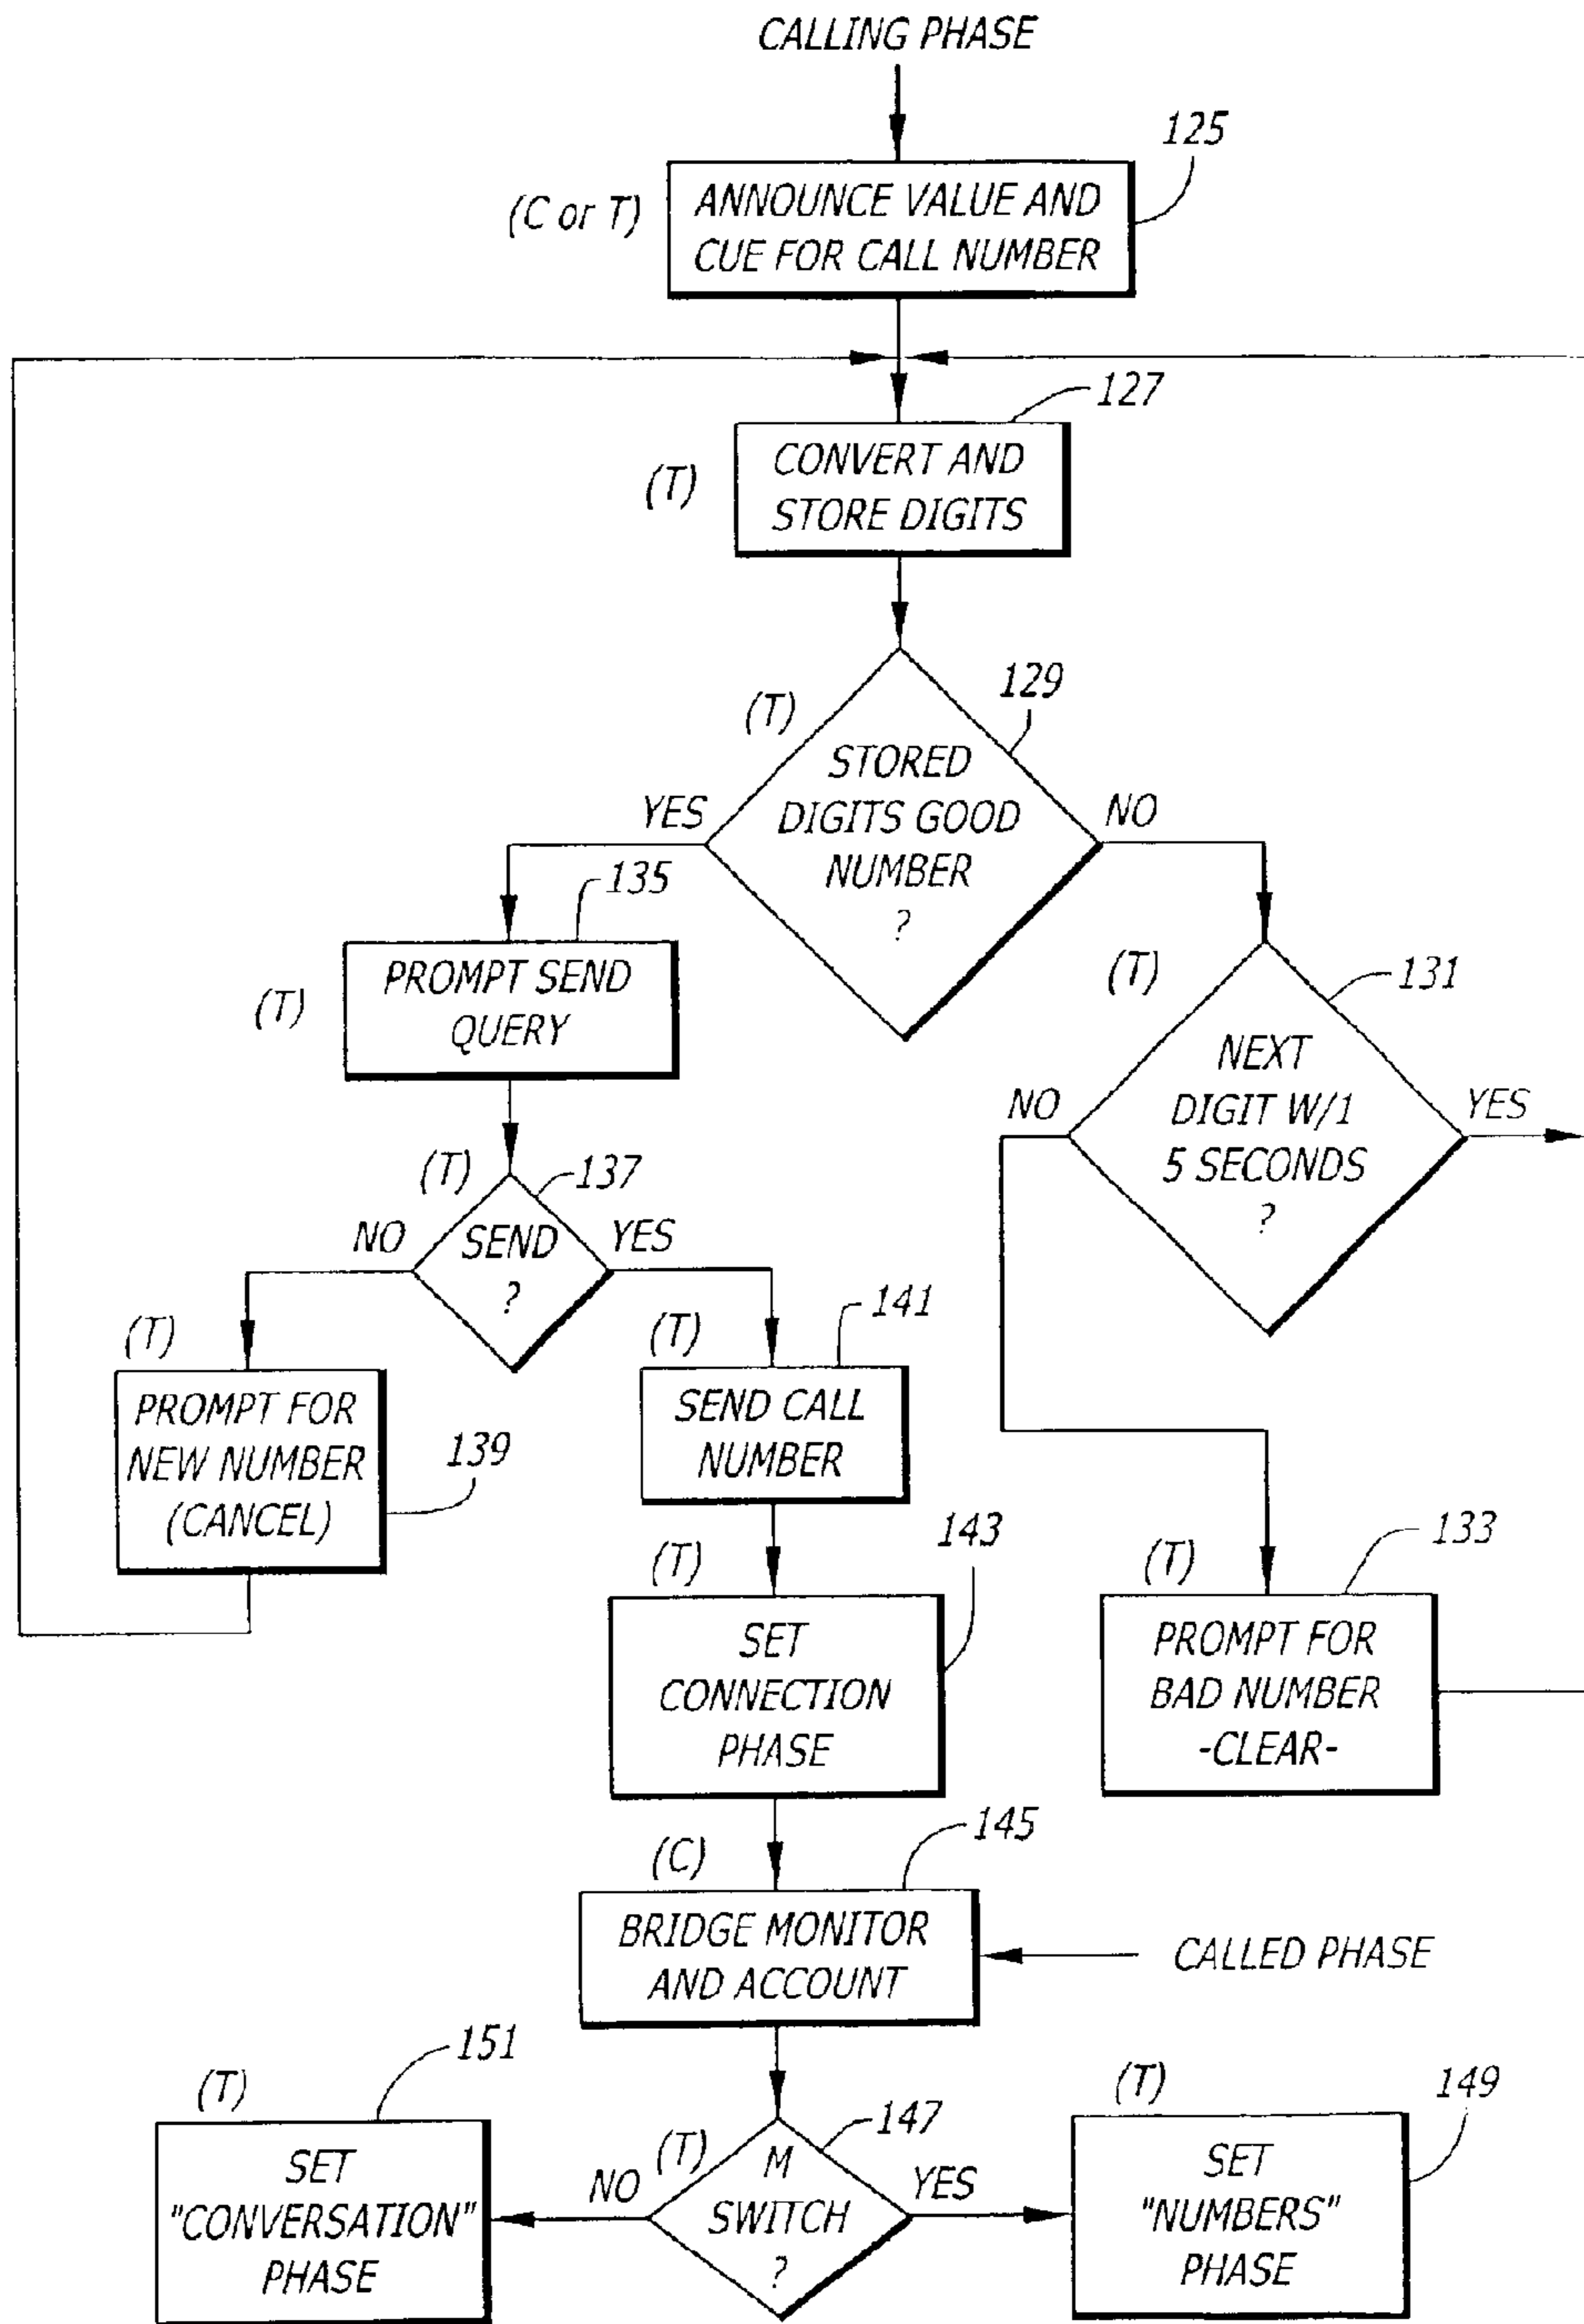 CALLING PHASE
125
(C or T)
ANNOUNCE VALUE AND
CUE FOR CALL NUMBER
127
(T)
CONVERT AND
STORE DIGITS
129
(T)
STORED
DIGITS GOOD
NUMBER
?
YES
NO
135
(T)
PROMPT SEND
QUERY
131
(T)
NEXT
DIGIT W/1
5 SECONDS
?
NO
YES
137
(T)
SEND
?
NO
YES
(T)
PROMPT FOR
NEW NUMBER
(CANCEL)
139
141
(T)
SEND CALL
NUMBER
143
(T)
SET
CONNECTION
PHASE
133
(T)
PROMPT FOR
BAD NUMBER
-CLEAR-
145
(C)
BRIDGE MONITOR
AND ACCOUNT
CALLED PHASE
151
(T)
SET
"CONVERSATION"
PHASE
147
(T)
M
SWITCH
?
NO
YES
149
(T)
SET
"NUMBERS"
PHASE